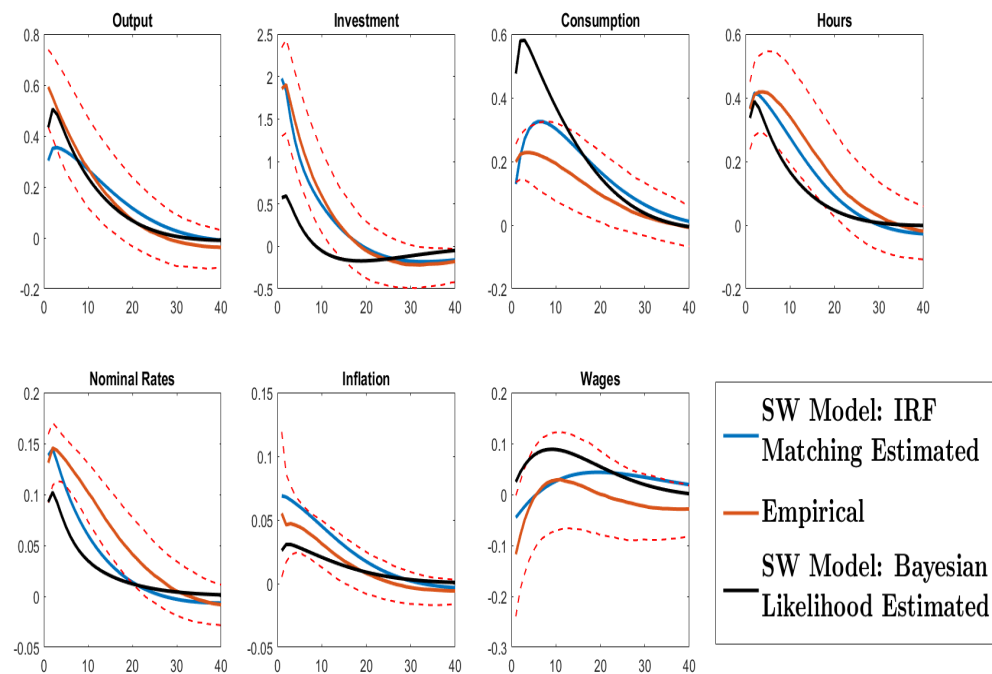 Output
Investment
Consumption
Hours
0.8
0.6
0.4
0.2
0
-0.2
0 10 20 30 40
2.5
2
1.5
1
0.5
0
-0.5
0 10 20 30 40
0.6
0.4
0.2
0
-0.2
0 10 20 30 40
0.6
0.4
0.2
0
-0.2
0 10 20 30 40
Nominal Rates
Inflation
Wages
0.2
0.15
0.1
0.05
0
-0.05
0 10 20 30 40
0.15
0.1
0.05
0
-0.05
0 10 20 30 40
0.2
0.1
0
-0.1
-0.2
-0.3
0 10 20 30 40
SW Model: IRF
Matching Estimated
Empirical
SW Model: Bayesian
Likelihood Estimated